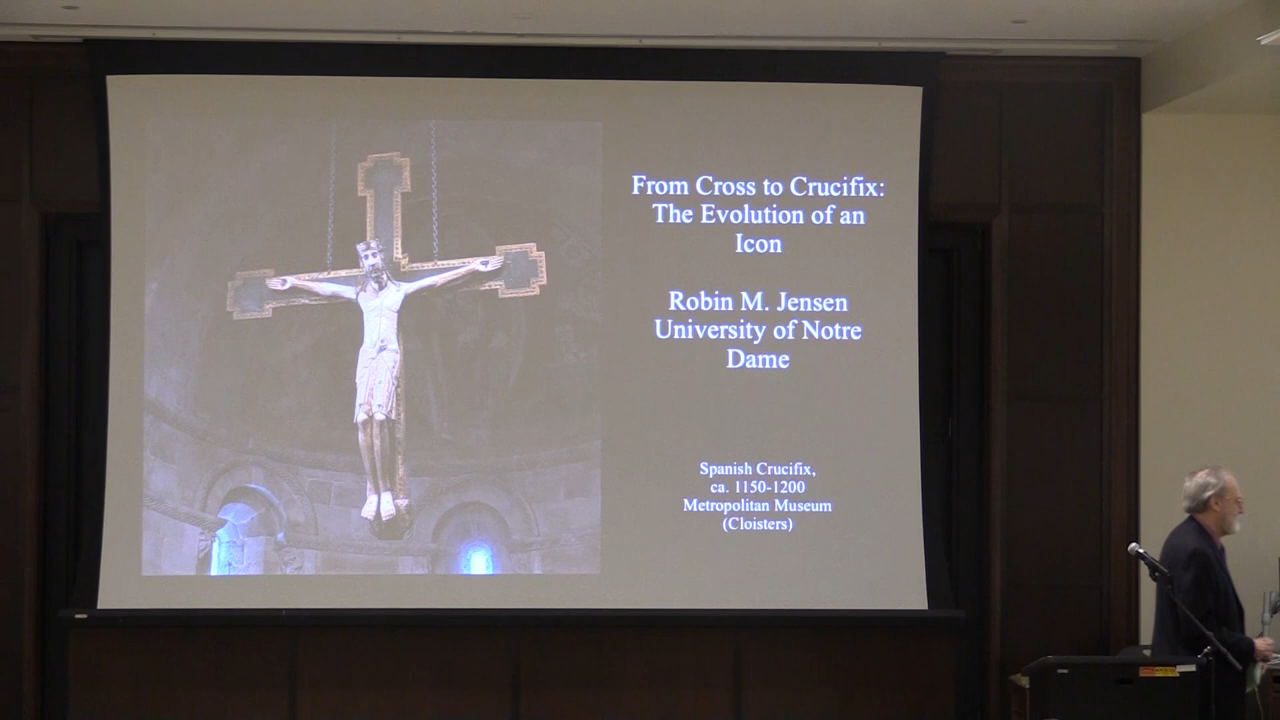 From Cross to Crucifix:
The Evolution of an
Icon
Robin M. Jensen
University of Notre
Dame
Spanish Crucifix,
ca. 1150-1200
Metropolitan Museum
(Cloisters)